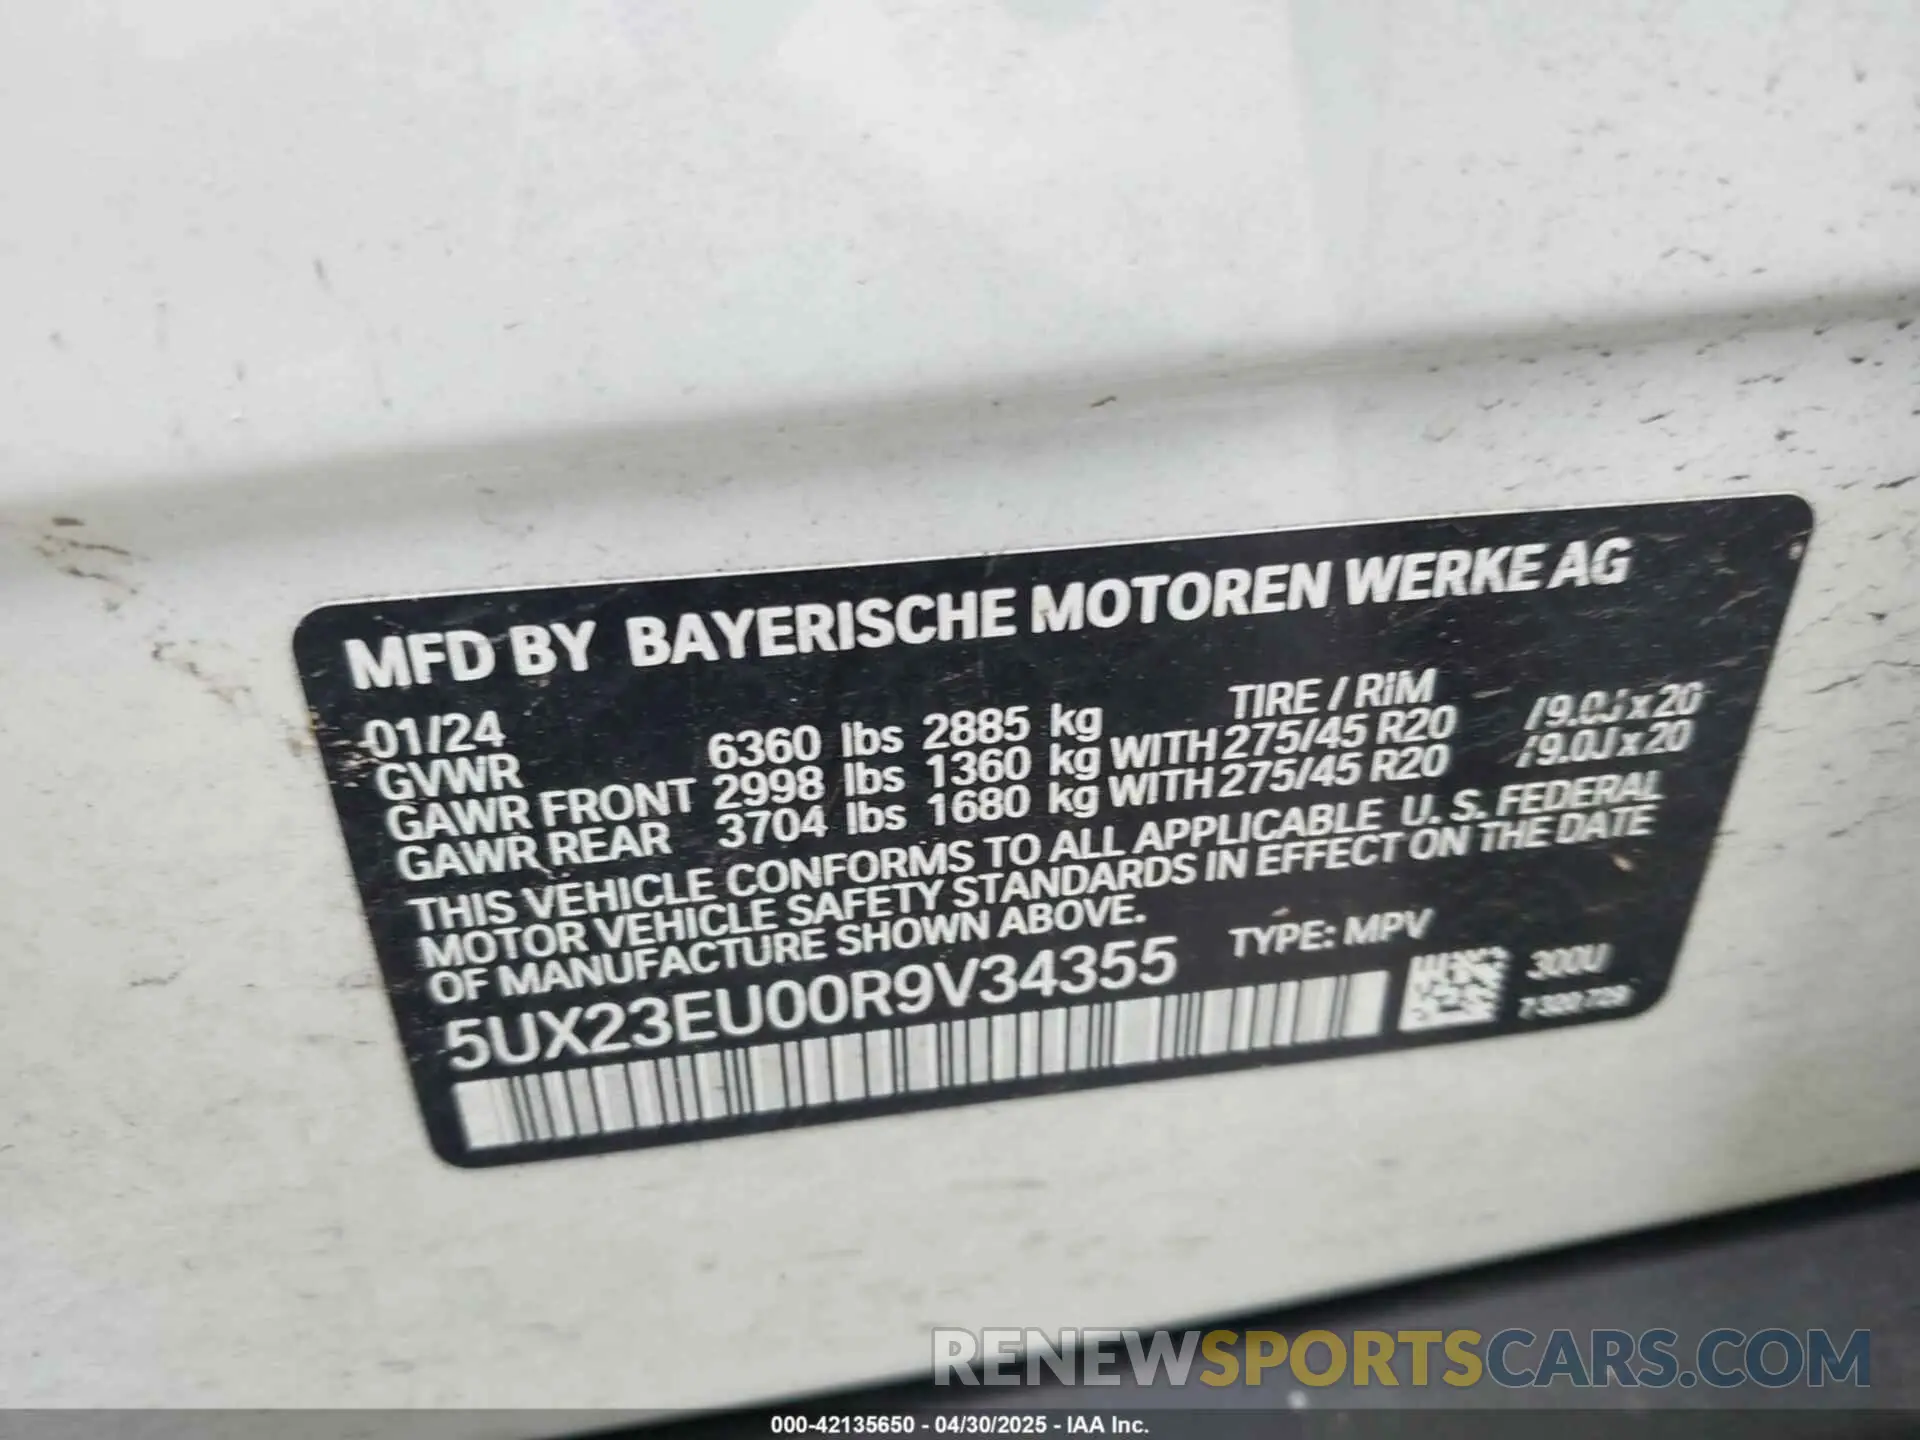 MFD BY BAYERISCHE MOTOREN WERKE AG
01/24 TIRE / RIM
GVWR 6360 lbs 2885 kg
GAWR FRONT 2998 lbs 1360 kg WITH 275/45 R20 /9.0J x 20
GAWR REAR 3704 lbs 1680 kg WITH 275/45 R20 /9.0J x 20
THIS VEHICLE CONFORMS TO ALL APPLICABLE U. S. FEDERAL
MOTOR VEHICLE SAFETY STANDARDS IN EFFECT ON THE DATE
OF MANUFACTURE SHOWN ABOVE.
5UX23EU00R9V34355 TYPE: MPV
300U
RENEWSPORTSCARS.COM
000-42135650 - 04/30/2025 - IAA Inc.